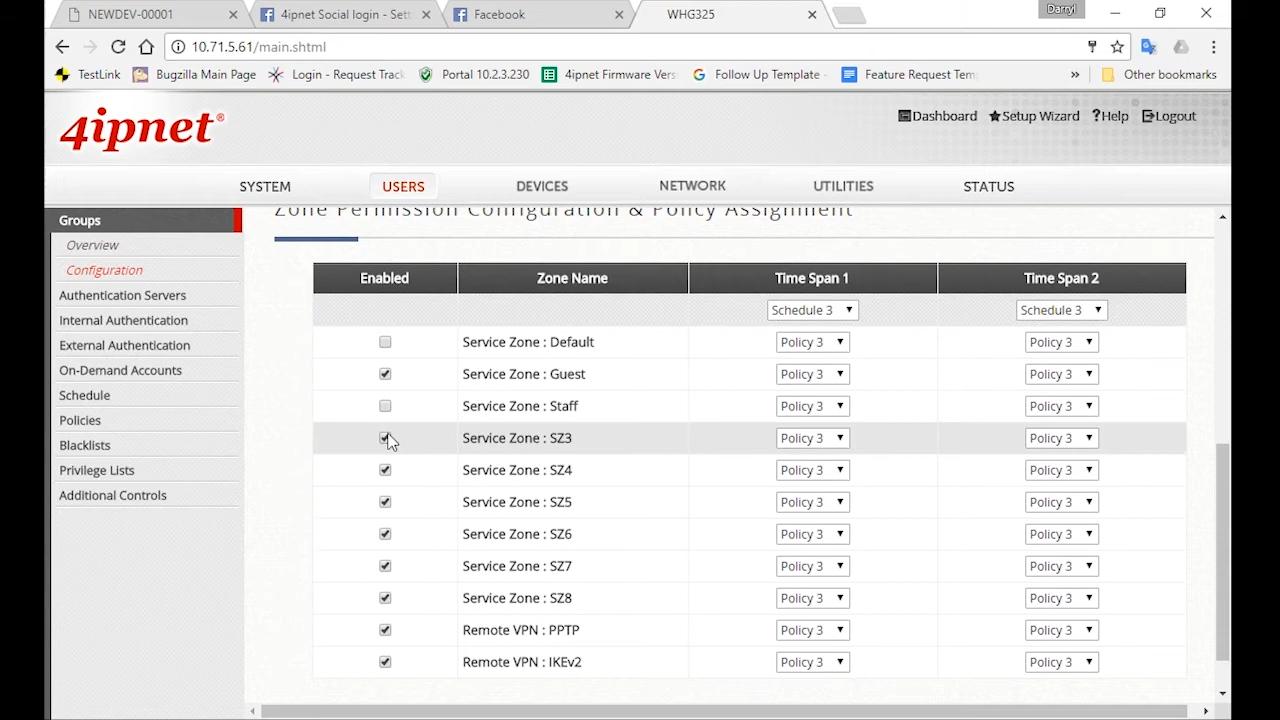 NEWDEV-00001
4ipnet Social login - Sett
Facebook
WHG325
Darryl
10.71.5.61/main.shtml
TestLink
Bugzilla Main Page
Login - Request Track
Portal 10.2.3.230
4ipnet Firmware Vers
Follow Up Template -
Feature Request Tem
»
Other bookmarks
4ipnet®
Dashboard
Setup Wizard
?Help
Logout
SYSTEM
USERS
DEVICES
NETWORK
UTILITIES
STATUS
Groups
Overview
Configuration
Authentication Servers
Internal Authentication
External Authentication
On-Demand Accounts
Schedule
Policies
Blacklists
Privilege Lists
Additional Controls
Zone Permission Configuration & Policy Assignment
Enabled Zone Name Time Span 1 Time Span 2
Schedule 3 Schedule 3
Service Zone : Default Policy 3 Policy 3
Service Zone : Guest Policy 3 Policy 3
Service Zone : Staff Policy 3 Policy 3
Service Zone : SZ3 Policy 3 Policy 3
Service Zone : SZ4 Policy 3 Policy 3
Service Zone : SZ5 Policy 3 Policy 3
Service Zone : SZ6 Policy 3 Policy 3
Service Zone : SZ7 Policy 3 Policy 3
Service Zone : SZ8 Policy 3 Policy 3
Remote VPN : PPTP Policy 3 Policy 3
Remote VPN : IKEv2 Policy 3 Policy 3